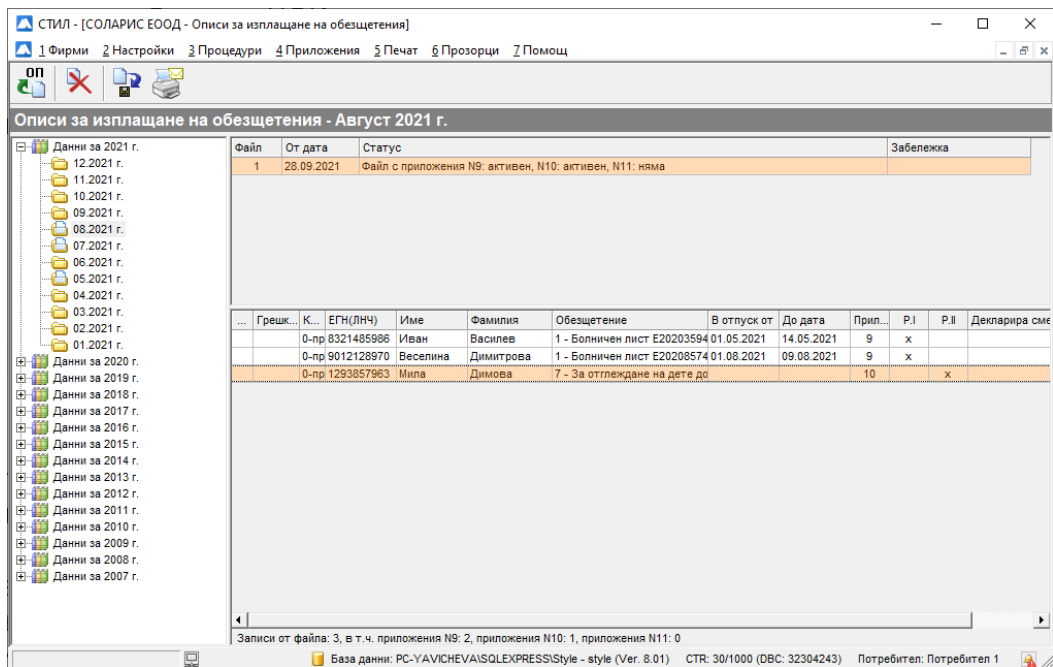 СТИЛ - [СОЛАРИС ЕООД - Описи за изплащане на обезщетения]
1 Фирми 2 Настройки 3 Процедури 4 Приложения 5 Печат 6 Прозорци 7 Помощ
ОП
Описи за изплащане на обезщетения - Август 2021 г.
Данни за 2021 г.
12.2021 г.
11.2021 г.
10.2021 г.
09.2021 г.
08.2021 г.
07.2021 г.
06.2021 г.
05.2021 г.
04.2021 г.
03.2021 г.
02.2021 г.
01.2021 г.
Данни за 2020 г.
Данни за 2019 г.
Данни за 2018 г.
Данни за 2017 г.
Данни за 2016 г.
Данни за 2015 г.
Данни за 2014 г.
Данни за 2013 г.
Данни за 2012 г.
Данни за 2011 г.
Данни за 2010 г.
Данни за 2009 г.
Данни за 2008 г.
Данни за 2007 г.
Файл От дата Статус Забележка
1 28.09.2021 Файл с приложения N9: активен, N10: активен, N11: няма
... Грешк... К... ЕГН(ЛНЧ) Име Фамилия Обезщетение В отпуск от До дата Прил... Р.I Р.II Декларира сме
0-пр 8321485986 Иван Василев 1 - Болничен лист E20203594 01.05.2021 14.05.2021 9 x
0-пр 9012128970 Веселина Димитрова 1 - Болничен лист E20208574 01.08.2021 09.08.2021 9 x
0-пр 1293857963 Мила Димова 7 - За отглеждане на дете до 10 x
Записи от файла: 3, в т.ч. приложения N9: 2, приложения N10: 1, приложения N11: 0
База данни: PC-YAVICHEVA\SQLEXPRESS\Style - style (Ver. 8.01) CTR: 30/1000 (DBC: 32304243) Потребител: Потребител 1